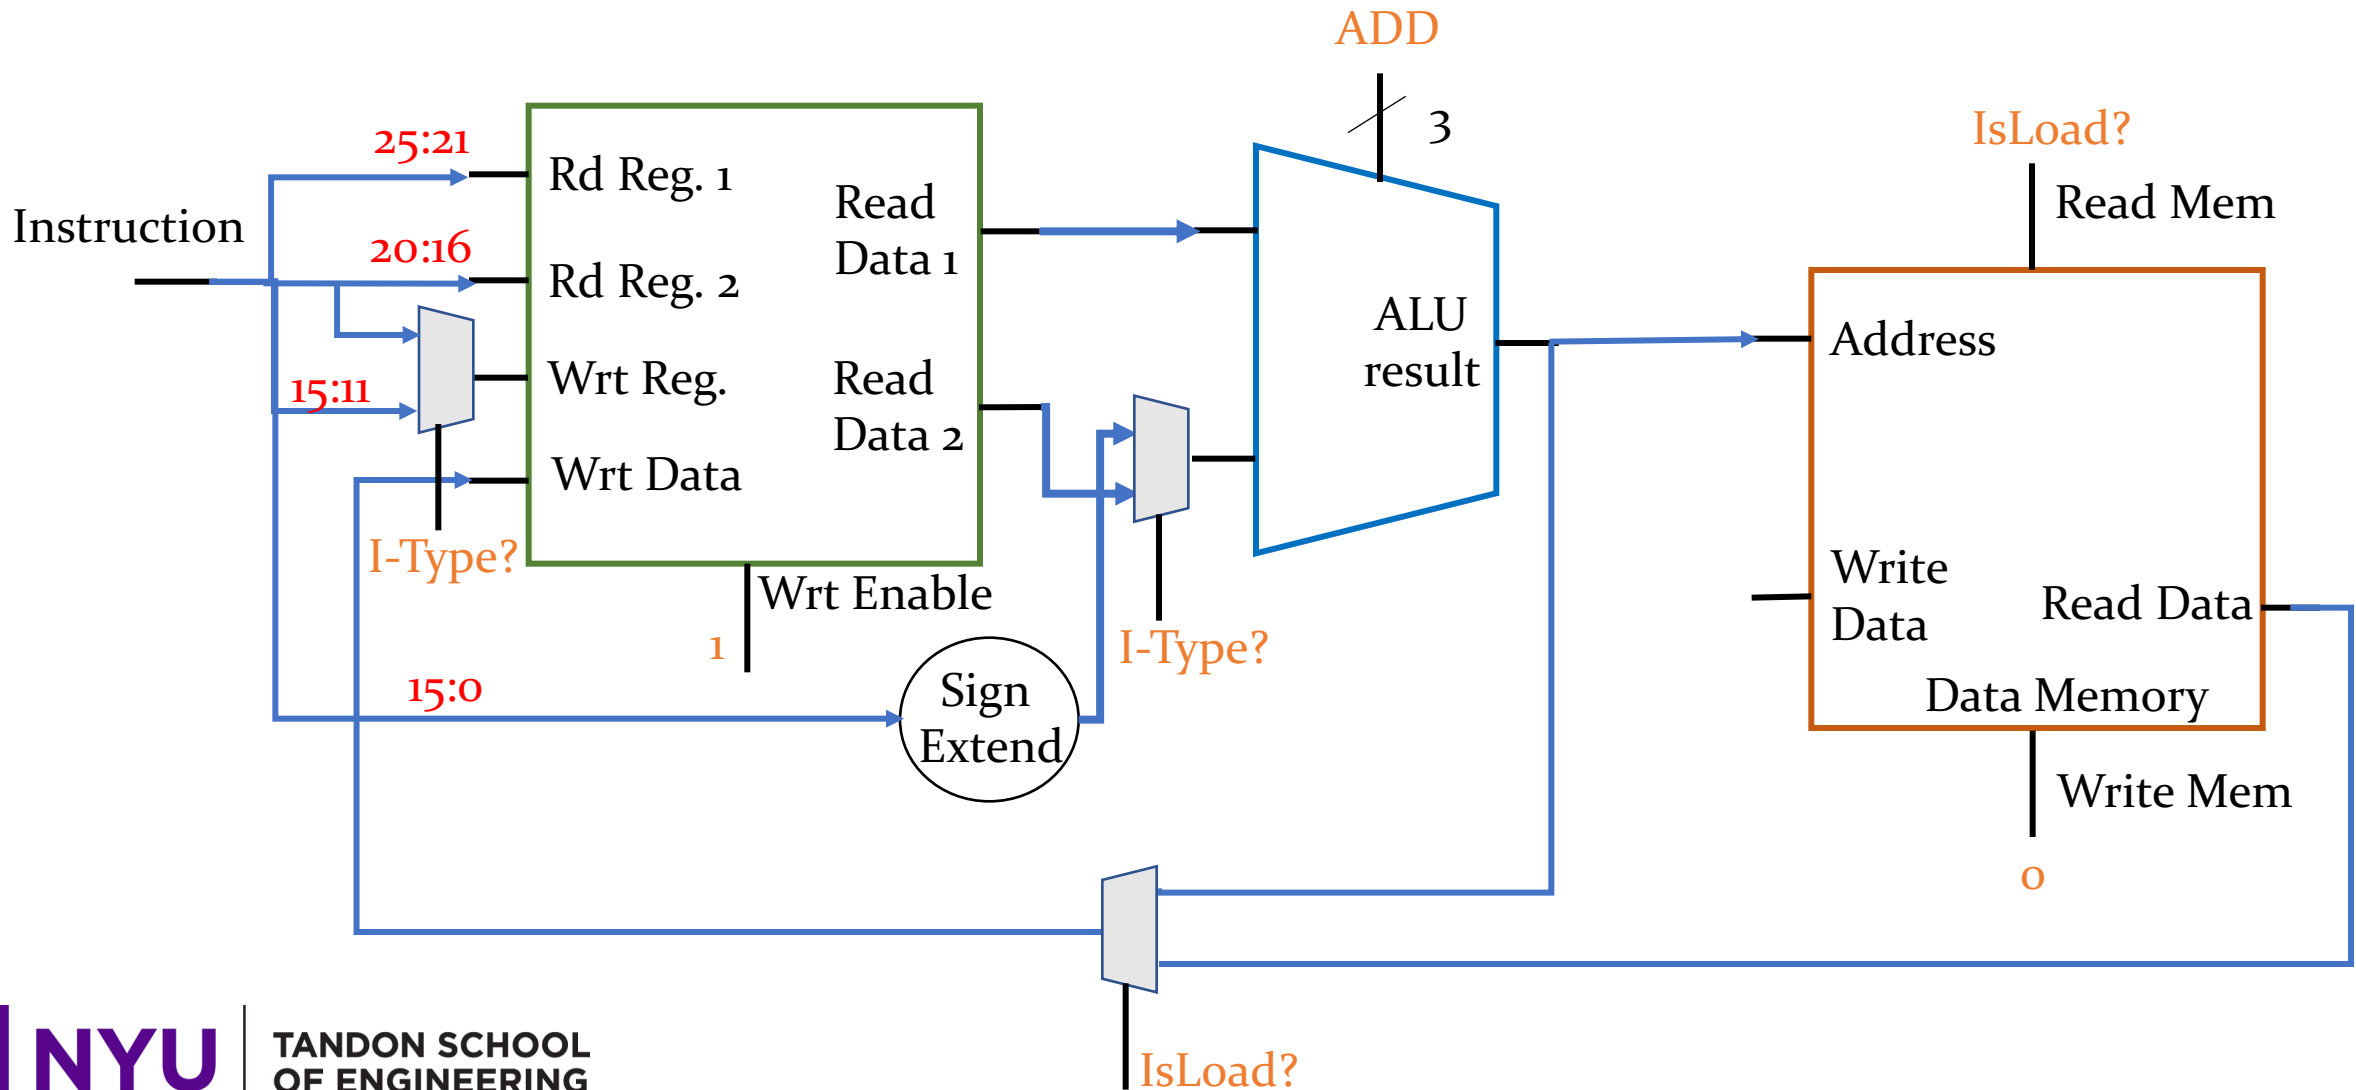 ADD
3
IsLoad?
Read Mem
Instruction
25:21
20:16
15:11
Rd Reg. 1
Rd Reg. 2
Wrt Reg.
Wrt Data
Read
Data 1
Read
Data 2
I-Type?
Wrt Enable
1
15:0
Sign
Extend
I-Type?
ALU
result
Address
Write
Data
Read Data
Data Memory
Write Mem
0
IsLoad?
NYU
TANDON SCHOOL
OF ENGINEERING